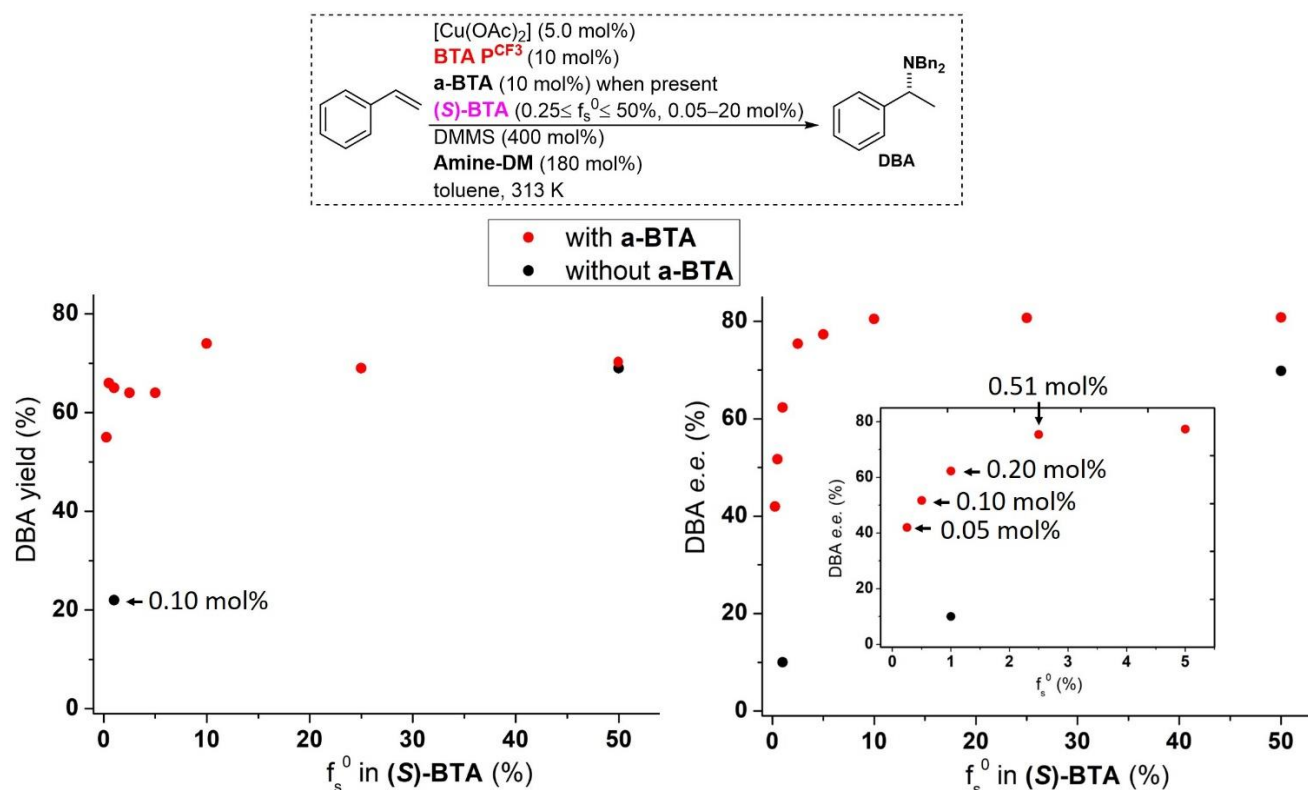 [Cu(OAc)₂] (5.0 mol%)
BTA Pᶜᶠ³ (10 mol%)
a-BTA (10 mol%) when present
(S)-BTA (0.25≤ fₛ⁰≤ 50%, 0.05–20 mol%)
DMMS (400 mol%)
Amine-DM (180 mol%)
toluene, 313 K
NBn₂
DBA
with a-BTA
without a-BTA
DBA yield (%)
80
60
40
20
0
0.10 mol%
0 10 20 30 40 50
fₛ⁰ in (S)-BTA (%)
DBA e.e. (%)
80
60
40
20
0
0.51 mol%
DBA e.e. (%)
80
60
40
20
0
0.20 mol%
0.10 mol%
0.05 mol%
0 1 2 3 4 5
fₛ⁰ (%)
0 10 20 30 40 50
fₛ⁰ in (S)-BTA (%)